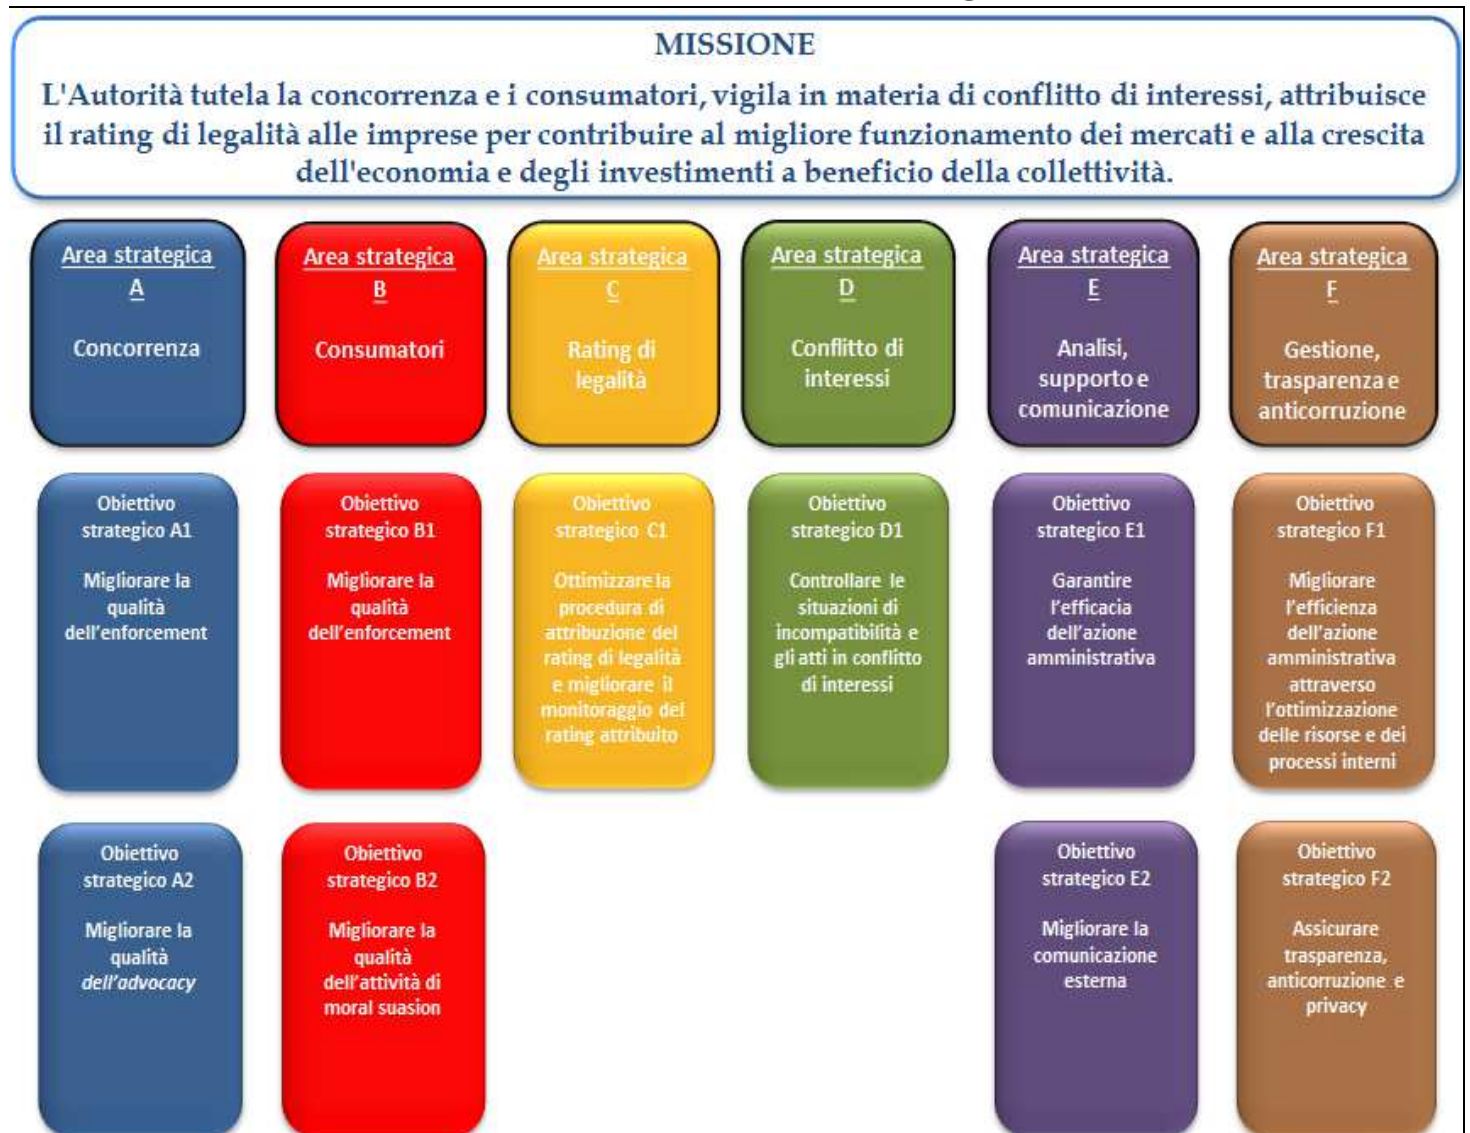 MISSIONE
L'Autorità tutela la concorrenza e i consumatori, vigila in materia di conflitto di interessi, attribuisce
il rating di legalità alle imprese per contribuire al migliore funzionamento dei mercati e alla crescita
dell'economia e degli investimenti a beneficio della collettività.
Area strategica
A
Concorrenza
Area strategica
B
Consumatori
Area strategica
C
Rating di
legalità
Area strategica
D
Conflitto di
interessi
Area strategica
E
Analisi,
supporto e
comunicazione
Area strategica
F
Gestione,
trasparenza e
anticorruzione
Obiettivo
strategico A1
Migliorare la
qualità
dell'enforcement
Obiettivo
strategico B1
Migliorare la
qualità
dell'enforcement
Obiettivo
strategico C1
Ottimizzare la
procedura di
attribuzione del
rating di legalità
e migliorare il
monitoraggio del
rating attribuito
Obiettivo
strategico D1
Controllare le
situazioni di
incompatibilità e
gli atti in conflitto
di interessi
Obiettivo
strategico E1
Garantire
l'efficacia
dell'azione
amministrativa
Obiettivo
strategico F1
Migliorare
l'efficienza
dell'azione
amministrativa
attraverso
l'ottimizzazione
delle risorse e dei
processi interni
Obiettivo
strategico A2
Migliorare la
qualità
dell'advocacy
Obiettivo
strategico B2
Migliorare la
qualità
dell'attività di
moral suasion
Obiettivo
strategico E2
Migliorare la
comunicazione
esterna
Obiettivo
strategico F2
Assicurare
trasparenza,
anticorruzione e
privacy